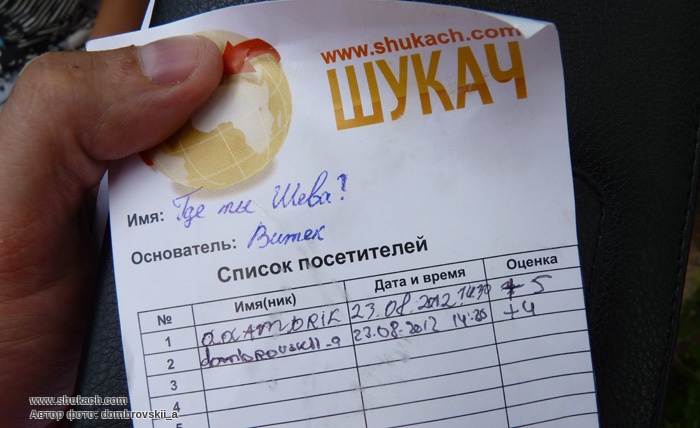 www.shukach.com
ШУКАЧ
Имя: Где ты Шева?
Основатель: Витек
Список посетителей
№ Имя(ник) Дата и время Оценка
1 23.08.2012 +5
2 dombrovskii_a 23.08.2012 +4
3
4
5
www.shukach.com
Автор фото: dombrovskii_a